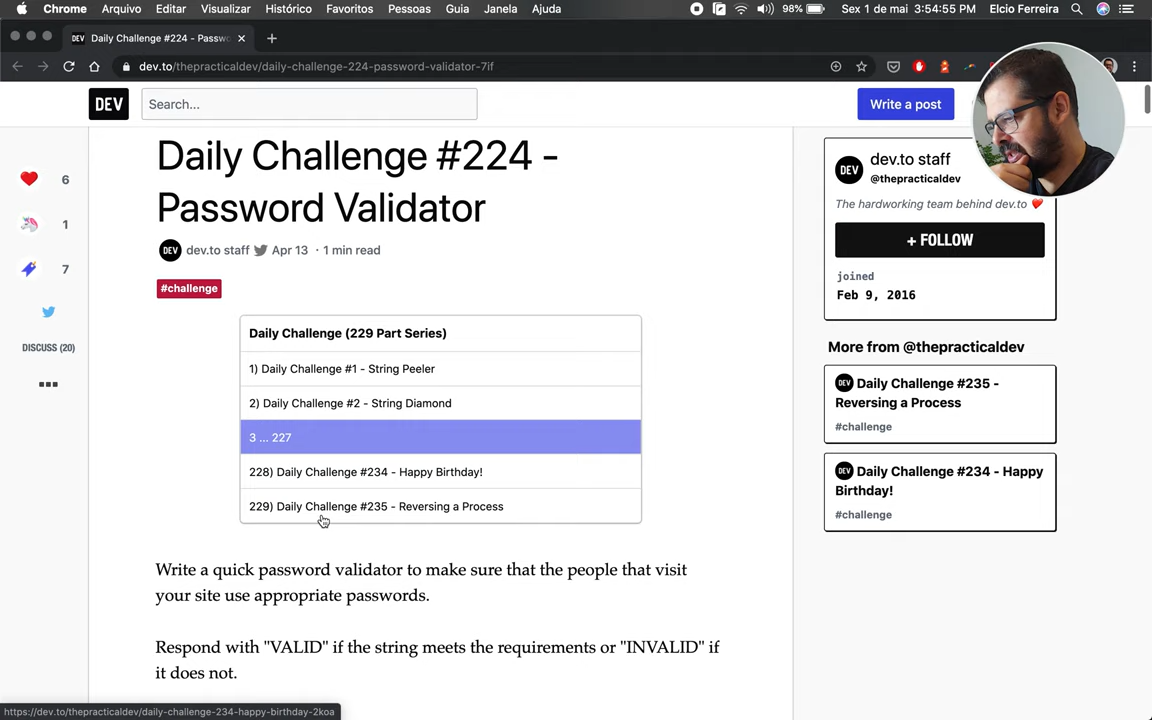 Chrome Arquivo Editar Visualizar Histórico Favoritos Pessoas Guia Janela Ajuda 98% Sex 1 de mai 3:54:55 PM Elcio Ferreira
DEV Daily Challenge #224 - Passw
dev.to/thepracticaldev/daily-challenge-224-password-validator-7if
DEV Search... Write a post
Daily Challenge #224 -
Password Validator
DEV dev.to staff Apr 13 · 1 min read
#challenge
6
1
7
DISCUSS (20)
Daily Challenge (229 Part Series)
1) Daily Challenge #1 - String Peeler
2) Daily Challenge #2 - String Diamond
3 ... 227
228) Daily Challenge #234 - Happy Birthday!
229) Daily Challenge #235 - Reversing a Process
Write a quick password validator to make sure that the people that visit
your site use appropriate passwords.
Respond with "VALID" if the string meets the requirements or "INVALID" if
it does not.
DEV dev.to staff
@thepracticaldev
The hardworking team behind dev.to ❤️
+ FOLLOW
joined
Feb 9, 2016
More from @thepracticaldev
DEV Daily Challenge #235 -
Reversing a Process
#challenge
DEV Daily Challenge #234 - Happy
Birthday!
#challenge
https://dev.to/thepracticaldev/daily-challenge-234-happy-birthday-2koa